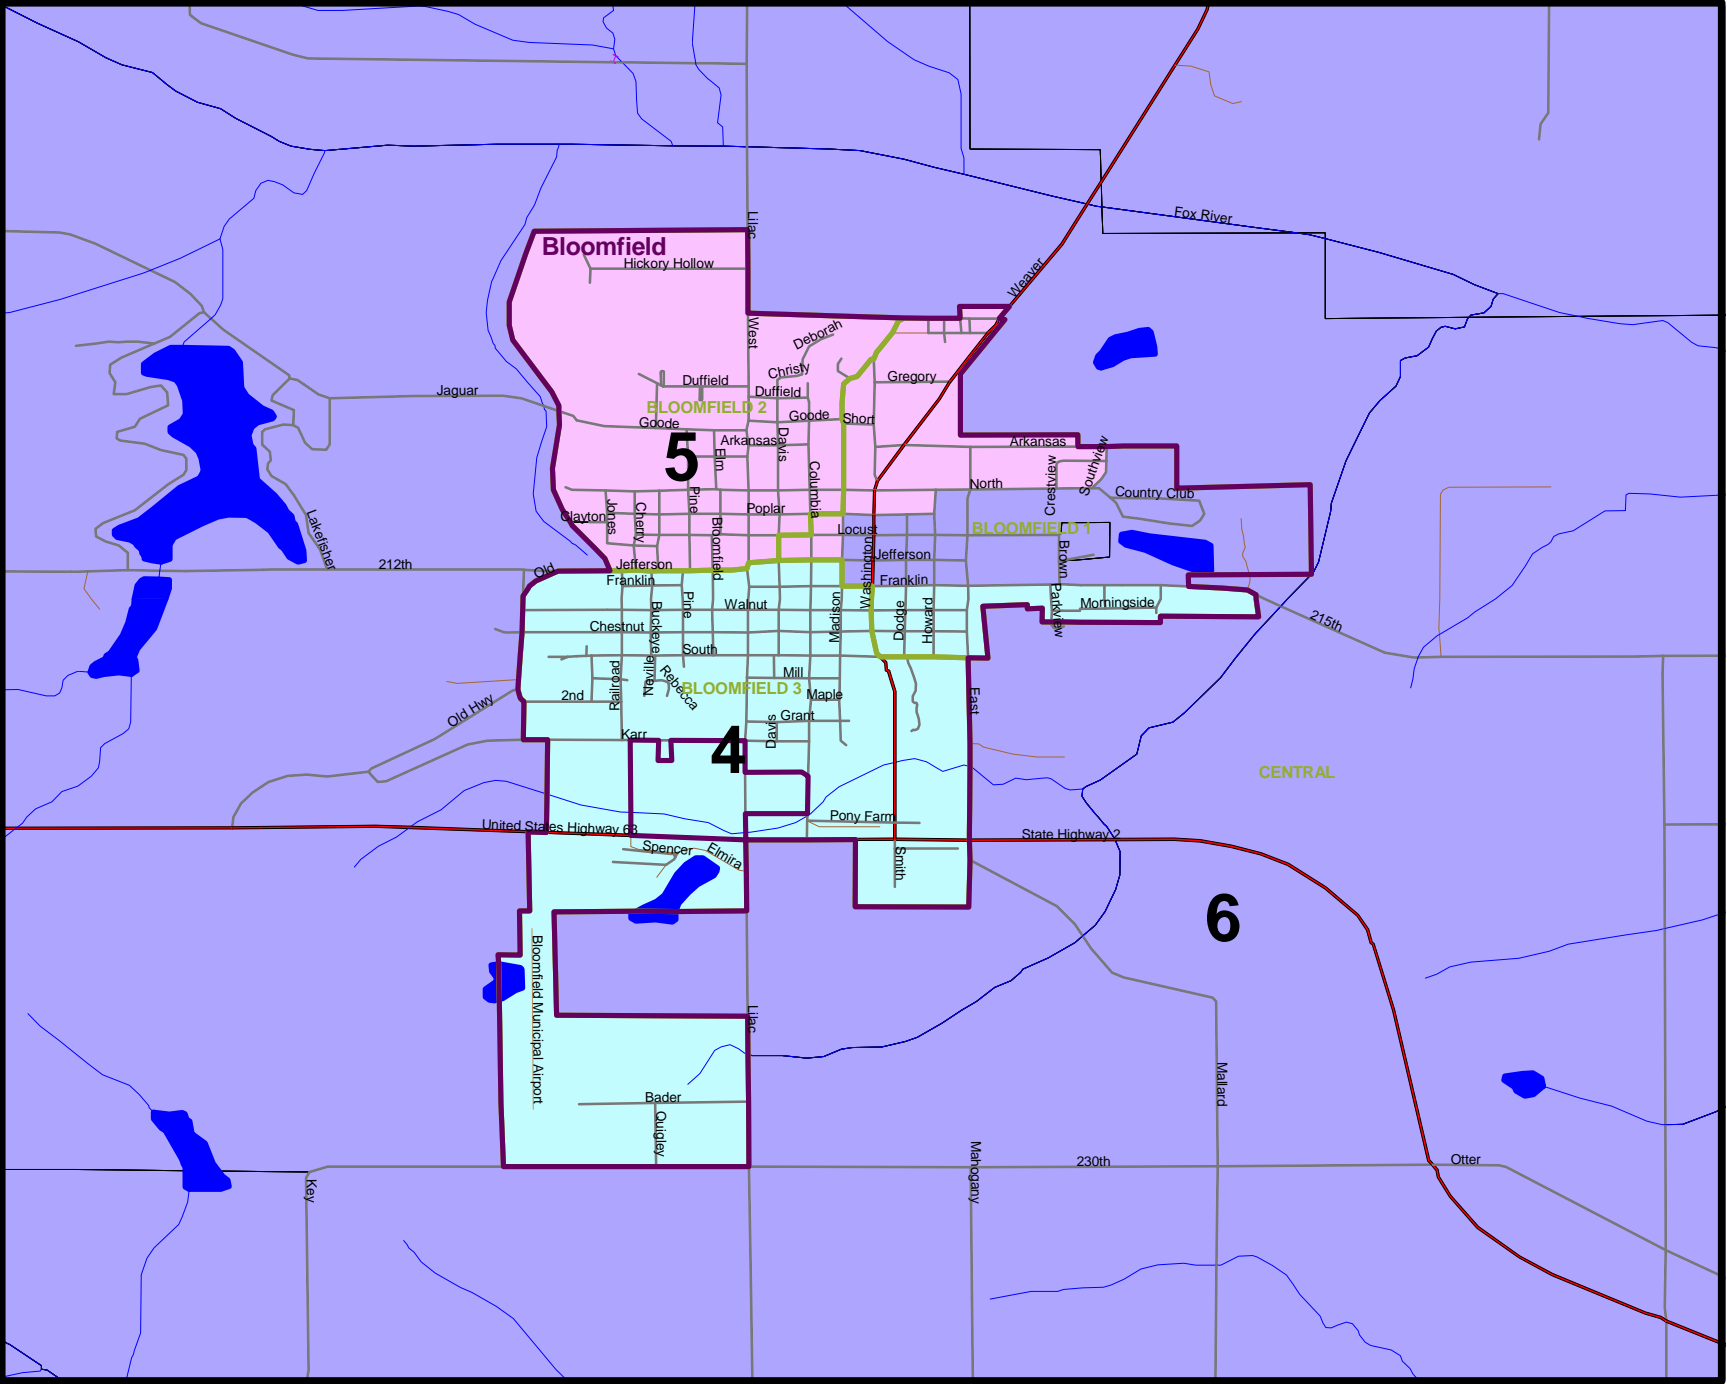 Lilac
Fox River
Bloomfield
Hickory Hollow
Weaver
West
Deborah
Christy
Gregory
Duffield
Duffield
Jaguar
BLOOMFIELD 2
Goode
Short
Goode
Arkansas
Davis
Arkansas
5
Elm
Southview
Columbia
Crestview
North
Country Club
Pine
Jones
Cherry
Poplar
Clayton
Bloomfield
Locust
BLOOMFIELD 1
Lakefisher
Washington
Brown
Jefferson
212th
Old
Jefferson
Franklin
Franklin
Pine
Buckeye
Walnut
Madison
Dodge
Howard
Parkview
Morningside
215th
Chestnut
South
Railroad
Neville
Rebecca
Mill
BLOOMFIELD 3
2nd
Maple
East
Old Hwy
Davis
Grant
Karr
4
CENTRAL
Pony Farm
United States Highway 63
State Highway 2
Spencer
Elmira
Smith
6
Bloomfield Municipal Airport
Lilac
Mallard
Bader
Quigley
Mahogany
230th
Otter
Key